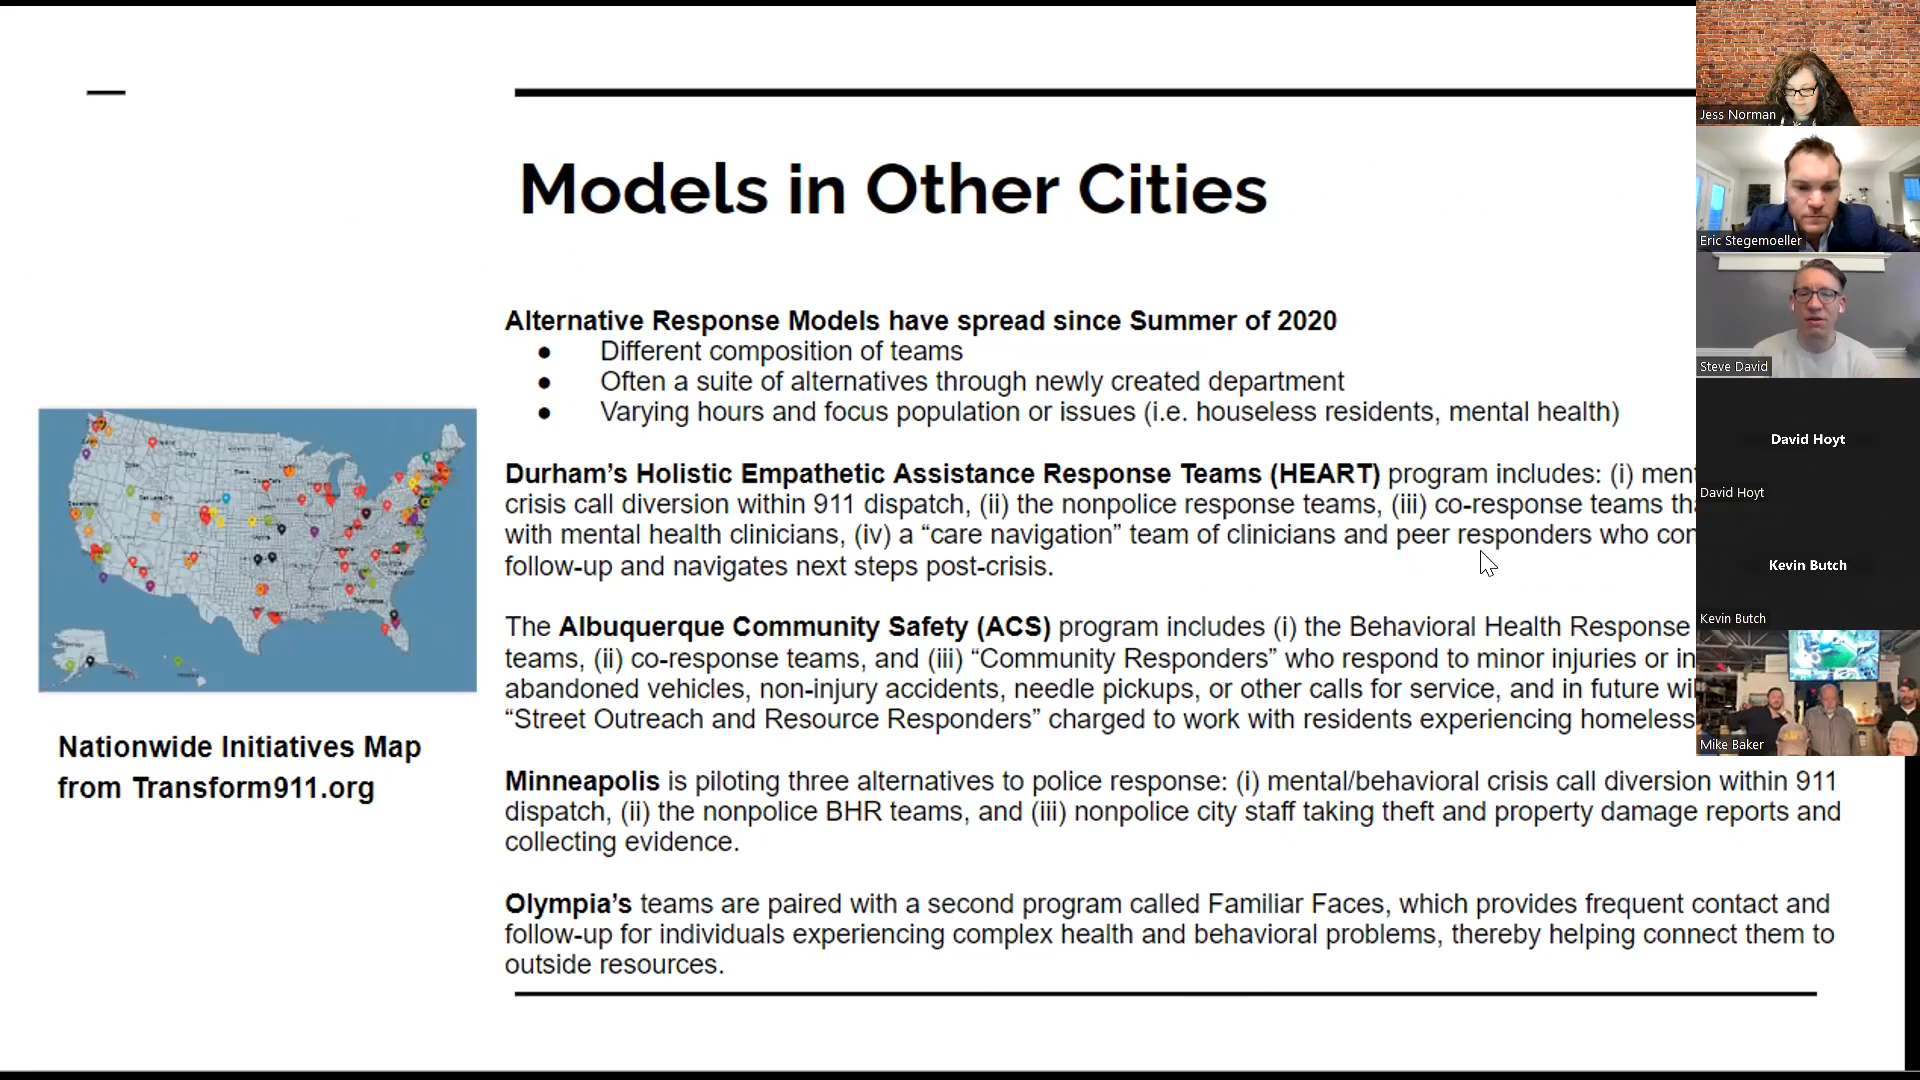 Models in Other Cities
Alternative Response Models have spread since Summer of 2020
● Different composition of teams
● Often a suite of alternatives through newly created department
● Varying hours and focus population or issues (i.e. houseless residents, mental health)
Durham’s Holistic Empathetic Assistance Response Teams (HEART) program includes: (i) ment
crisis call diversion within 911 dispatch, (ii) the nonpolice response teams, (iii) co-response teams
with mental health clinicians, (iv) a “care navigation” team of clinicians and peer responders who
follow-up and navigates next steps post-crisis.
The Albuquerque Community Safety (ACS) program includes (i) the Behavioral Health Response
teams, (ii) co-response teams, and (iii) “Community Responders” who respond to minor injuries or
abandoned vehicles, non-injury accidents, needle pickups, or other calls for service, and in future
“Street Outreach and Resource Responders” charged to work with residents experiencing homeless
Minneapolis is piloting three alternatives to police response: (i) mental/behavioral crisis call diversion within 911
dispatch, (ii) the nonpolice BHR teams, and (iii) nonpolice city staff taking theft and property damage reports and
collecting evidence.
Olympia’s teams are paired with a second program called Familiar Faces, which provides frequent contact and
follow-up for individuals experiencing complex health and behavioral problems, thereby helping connect them to
outside resources.
Nationwide Initiatives Map
from Transform911.org
Jess Norman
Eric Stegemoeller
Steve David
David Hoyt
David Hoyt
Kevin Butch
Kevin Butch
Mike Baker